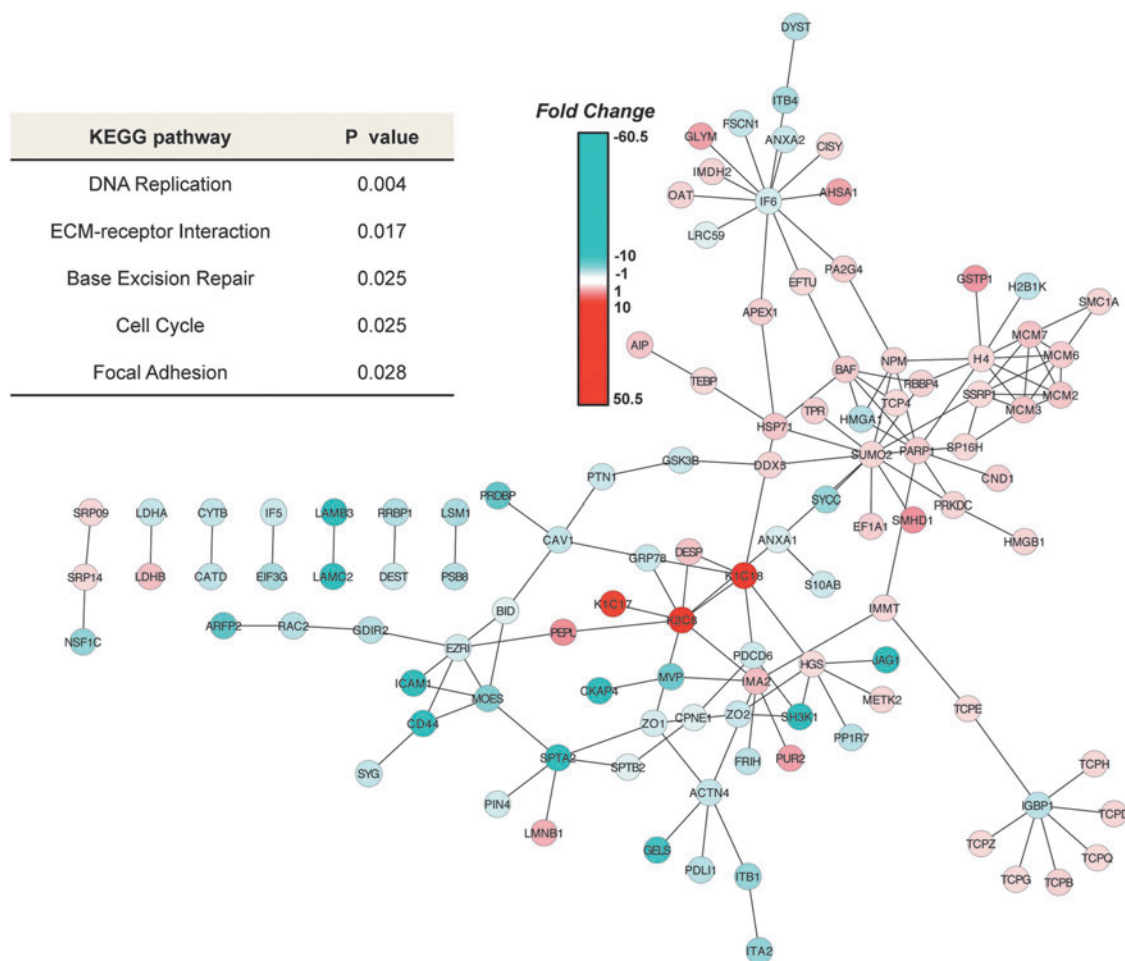 KEGG pathway P value
DNA Replication 0.004
ECM-receptor Interaction 0.017
Base Excision Repair 0.025
Cell Cycle 0.025
Focal Adhesion 0.028
Fold Change
-60.5
-10
-1
1
10
50.5
DYST
ITB4
FSCN1
ANXA2
GLYM
CISY
IMDH2
OAT
AHSA1
IF6
LRC59
PA2G4
EFTU
GSTP1
H2B1K
SMC1A
APEX1
MCM7
AIP
NPM
H4
MCM6
TEBP
BAF
RBBP4
SSRP1
MCM2
TCP4
MCM3
TPR
HMGA1
HSP71
SUMO2
PARP1
SP16H
GSK3B
DDX5
CND1
PTN1
PRDBP
SYCC
PRKDC
SRP09
LDHA
CYTB
IF5
LAMB3
RRBP1
LSM1
EF1A1
SMHD1
CAV1
DESP
ANXA1
HMGB1
GRP78
SRP14
LDHB
CATD
EIF3G
LAMC2
DEST
PSB8
K1C18
S10AB
K1C17
K2C8
BID
IMMT
NSF1C
ARFP2
RAC2
GDIR2
PEPL
EZRI
PDCD6
HGS
JAG1
ICAM1
MVP
IMA2
CKAP4
MOES
METK2
TCPE
CD44
ZO1
CPNE1
ZO2
SH3K1
PP1R7
SPTA2
SYG
SPTB2
FRIH
PUR2
TCPH
PIN4
ACTN4
IGBP1
TCPD
LMNB1
GELS
TCPZ
TCPQ
PDLI1
ITB1
TCPG
TCPB
ITA2